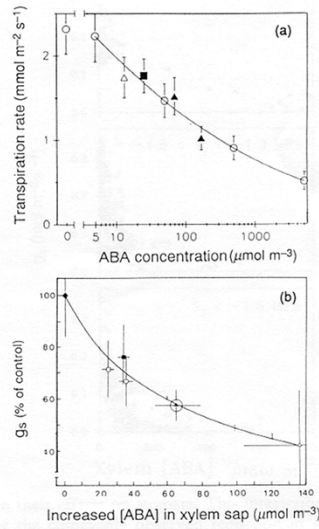 (a)
Transpiration rate (mmol m⁻² s⁻¹)
2
1
0
0 5 10 100 1000
ABA concentration (μmol m⁻³)
(b)
gs (% of control)
100
80
60
10
0 20 40 60 80 100 120 140
Increased [ABA] in xylem sap (μmol m⁻³)